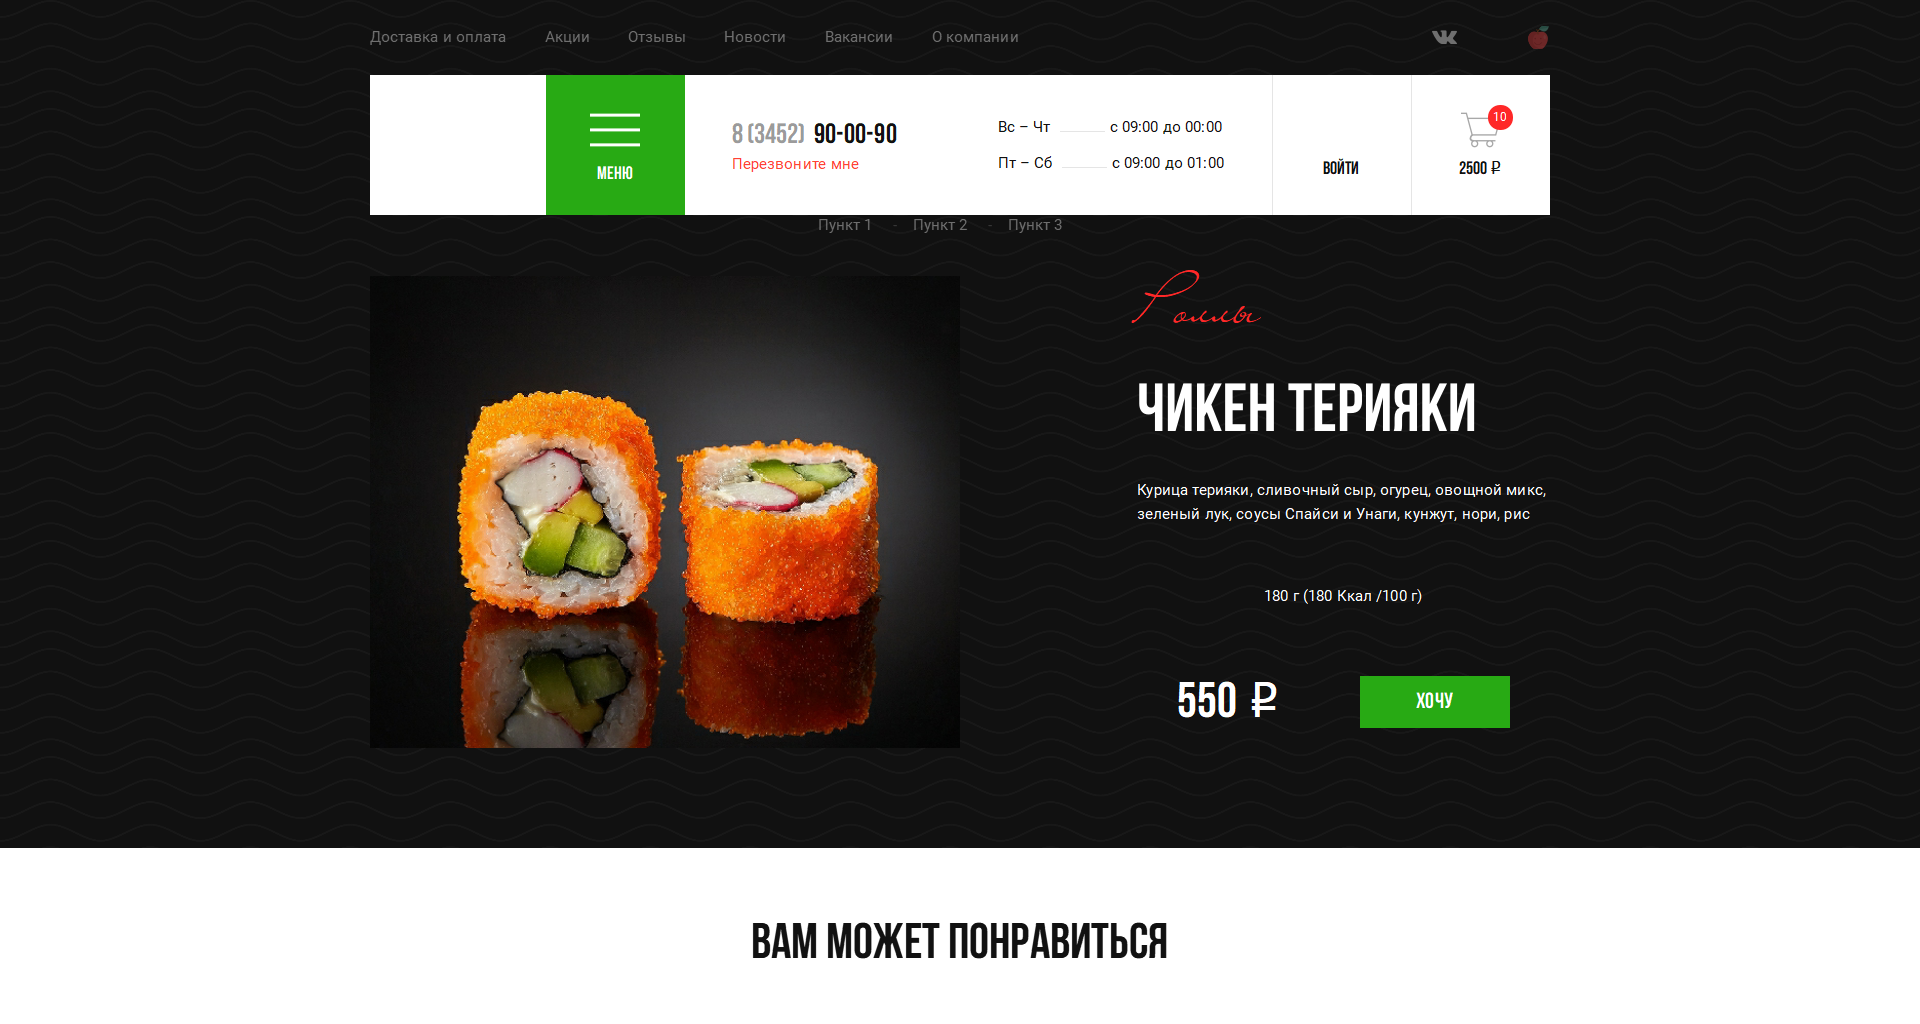 Доставка и оплата Акции Отзывы Новости Вакансии О компании
МЕНЮ
8 (3452) 90-00-90
Перезвоните мне
Вс – Чт с 09:00 до 00:00
Пт – Сб с 09:00 до 01:00
ВОЙТИ
10
2500 ₽
Пункт 1 - Пункт 2 - Пункт 3
Роллы
ЧИКЕН ТЕРИЯКИ
Курица терияки, сливочный сыр, огурец, овощной микс,
зеленый лук, соусы Спайси и Унаги, кунжут, нори, рис
180 г (180 Ккал /100 г)
550 ₽
ХОЧУ
ВАМ МОЖЕТ ПОНРАВИТЬСЯ